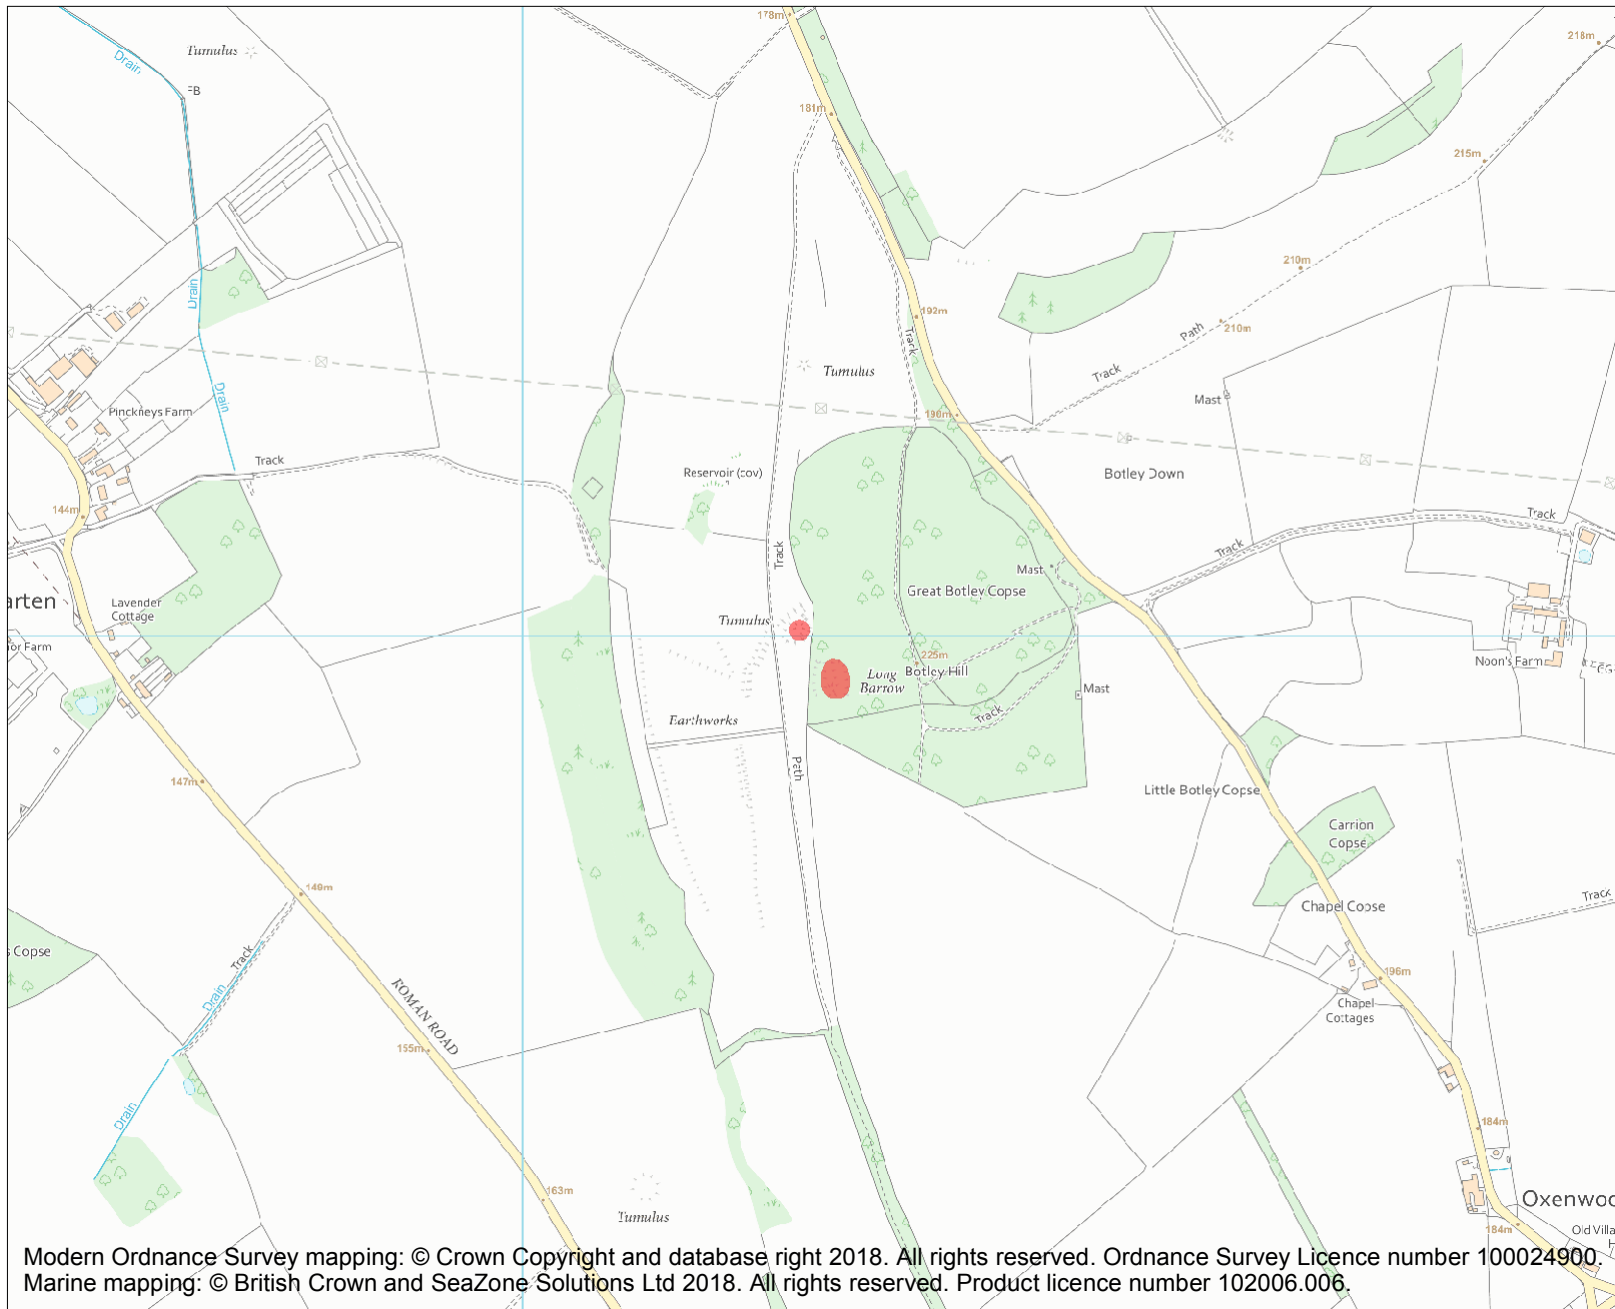 178m
218m
Drain
Tumulus
FB
181m
215m
210m
Drain
192m
210m
Path
Track
Tumulus
Track
Drain
Mast
Pinckneys Farm
190m
Track
Reservoir (cov)
Botley Down
144m
Track
Track
Track
Mast
Great Botley Copse
arten
Lavender
Cottage
Tumulus
or Farm
225m
Botley Hill
Long
Barrow
Noon's Farm
Mast
Earthworks
Track
Path
147m
Little Botley Copse
Carrion
Copse
149m
Track
Chapel Copse
s Copse
Track
Drain
196m
ROMAN ROAD
Chapel
Cottages
155m
Drain
184m
163m
Tumulus
Oxenwoo
184m
Old Villa
H
Modern Ordnance Survey mapping: © Crown Copyright and database right 2018. All rights reserved. Ordnance Survey Licence number 100024900.
Marine mapping: © British Crown and SeaZone Solutions Ltd 2018. All rights reserved. Product licence number 102006.006.